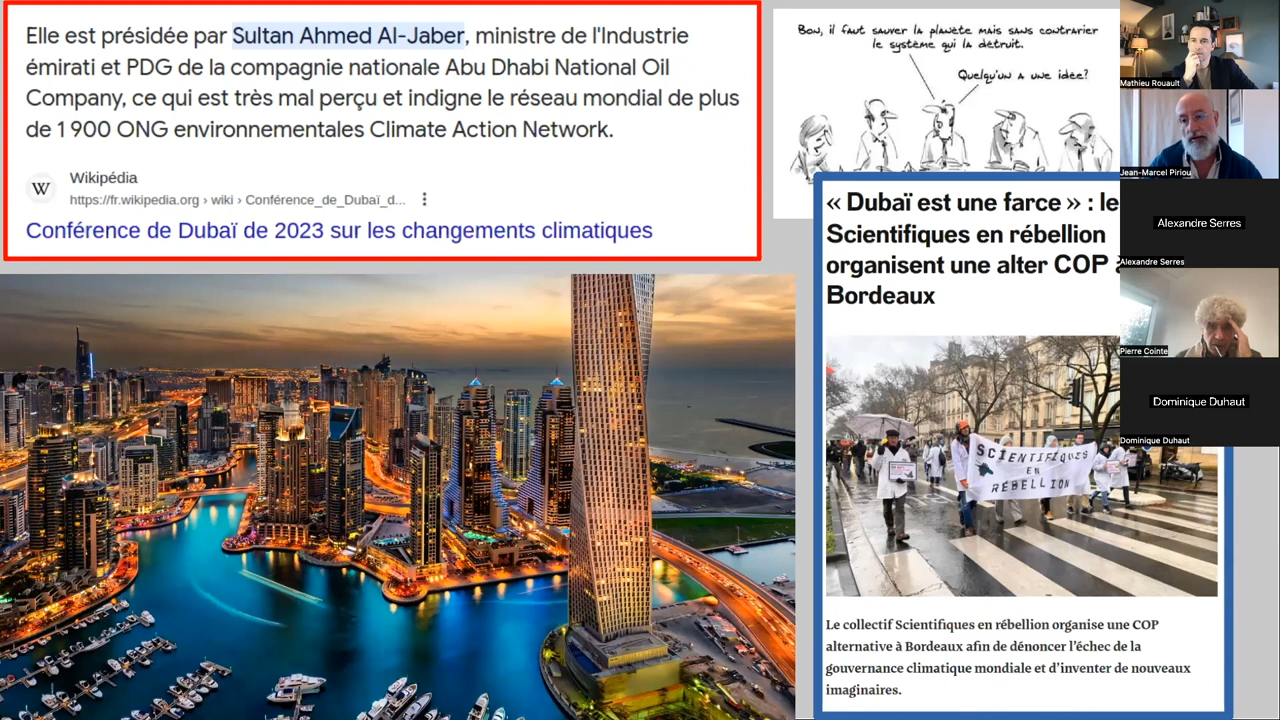 Elle est présidée par Sultan Ahmed Al-Jaber, ministre de l'Industrie
émirati et PDG de la compagnie nationale Abu Dhabi National Oil
Company, ce qui est très mal perçu et indigne le réseau mondial de plus
de 1 900 ONG environnementales Climate Action Network.
W
Wikipédia
https://fr.wikipedia.org › wiki › Conférence_de_Dubaï_d...
Conférence de Dubaï de 2023 sur les changements climatiques
Bon, il faut sauver la planète mais sans contrarier
le système qui la détruit.
Quelqu'un a une idée?
« Dubaï est une farce » : le
Scientifiques en rébellion
organisent une alter COP
Bordeaux
SCIENTIFIQUES
EN
RÉBELLION
Le collectif Scientifiques en rébellion organise une COP
alternative à Bordeaux afin de dénoncer l'échec de la
gouvernance climatique mondiale et d'inventer de nouveaux
imaginaires.
Mathieu Rouault
Jean-Marcel Piriou
Alexandre Serres
Alexandre Serres
Pierre Cointe
Dominique Duhaut
Dominique Duhaut